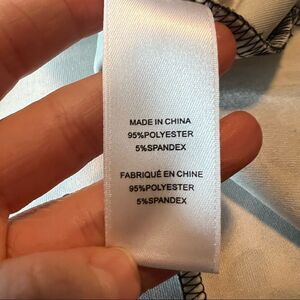 MADE IN CHINA
95%POLYESTER
5%SPANDEX
FABRIQUÉ EN CHINE
95%POLYESTER
5%SPANDEX